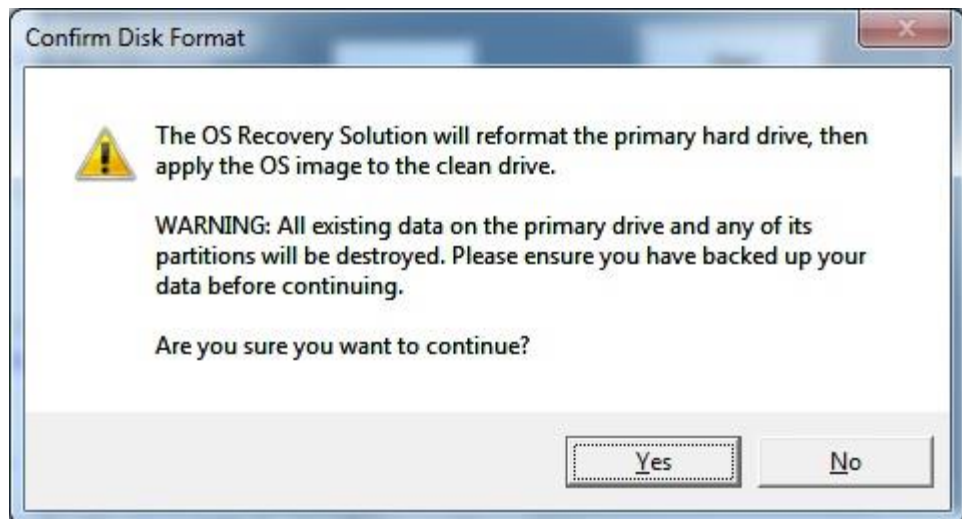 Confirm Disk Format
The OS Recovery Solution will reformat the primary hard drive, then
apply the OS image to the clean drive.
WARNING: All existing data on the primary drive and any of its
partitions will be destroyed. Please ensure you have backed up your
data before continuing.
Are you sure you want to continue?
Yes
No